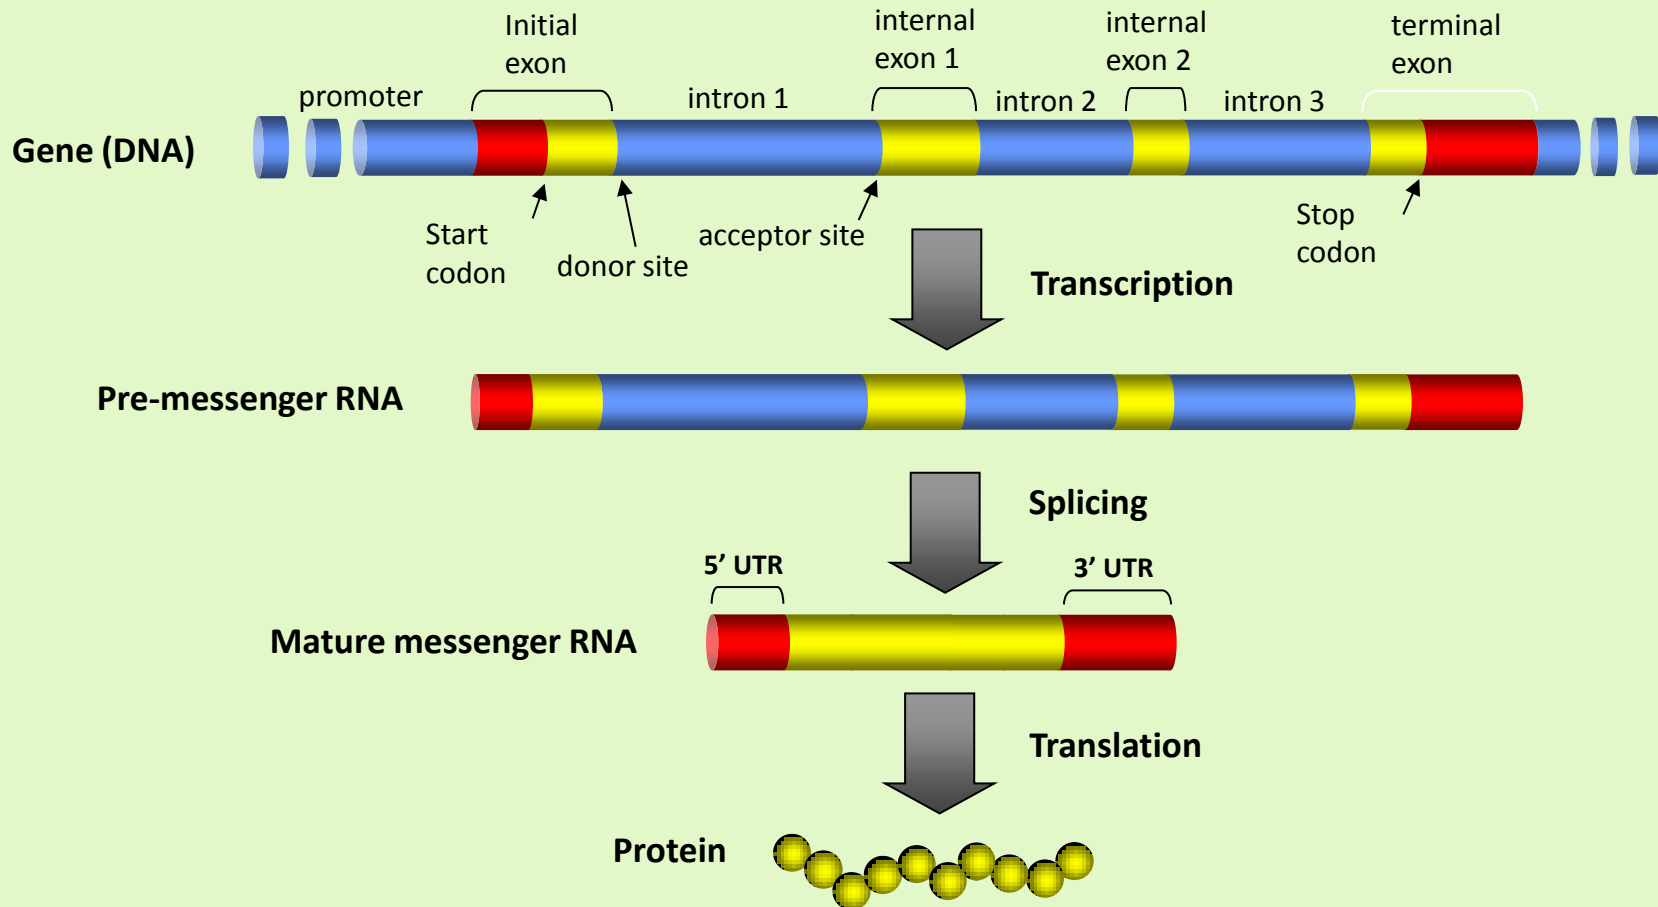 Initial
exon
internal
exon 1
internal
exon 2
terminal
exon
promoter
intron 1
intron 2
intron 3
Gene (DNA)
Start
codon
donor site
acceptor site
Stop
codon
Transcription
Pre-messenger RNA
Splicing
5’ UTR
3’ UTR
Mature messenger RNA
Translation
Protein